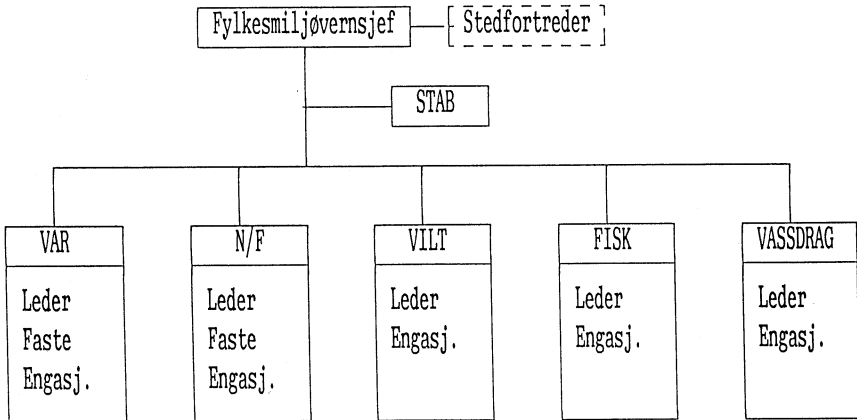 Fylkesmiljøvernsjef
Stedfortreder
STAB
VAR
Leder
Faste
Engasj.
N/F
Leder
Faste
Engasj.
VILT
Leder
Engasj.
FISK
Leder
Engasj.
VASSDRAG
Leder
Engasj.